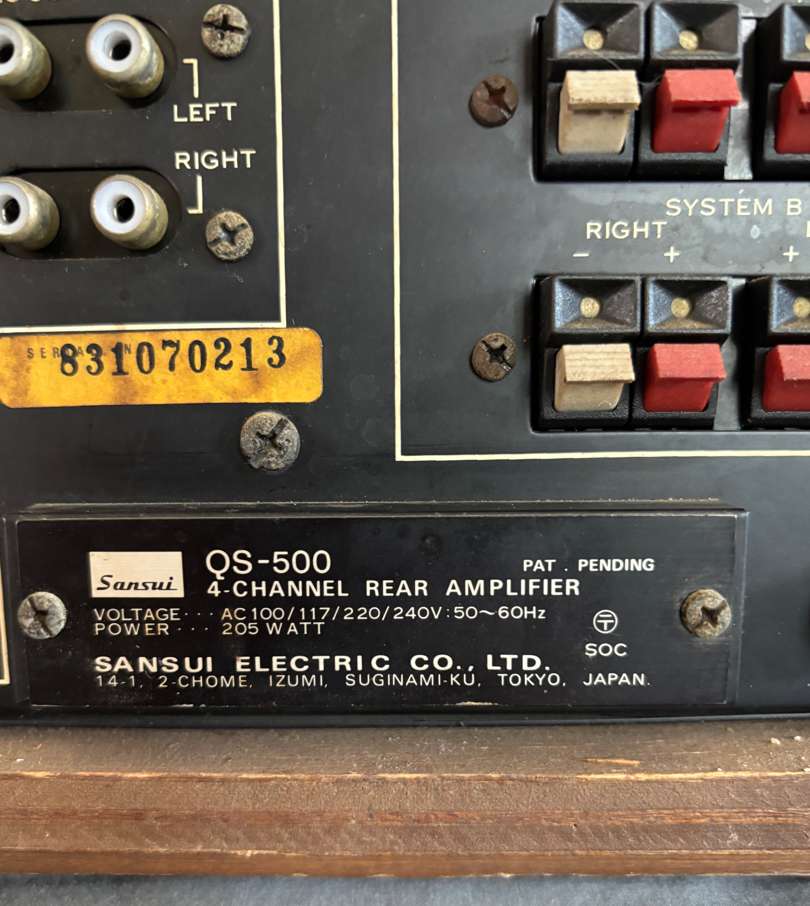 LEFT
RIGHT
SYSTEM B
RIGHT
− + +
831070213
Sansui
QS-500
PAT. PENDING
4-CHANNEL REAR AMPLIFIER
VOLTAGE··· AC100/117/220/240V:50~60Hz
POWER··· 205 WATT
SOC
SANSUI ELECTRIC CO., LTD.
14-1, 2-CHOME, IZUMI, SUGINAMI-KU, TOKYO, JAPAN.